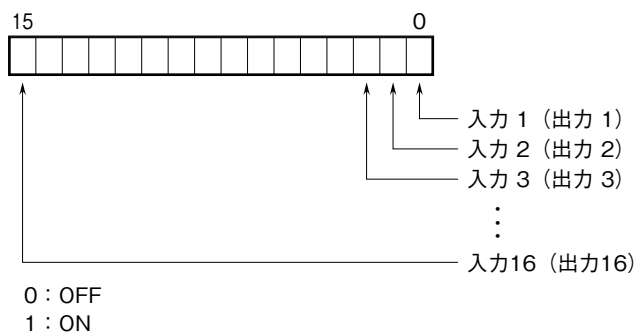 15 0
入力 1（出力 1）
入力 2（出力 2）
入力 3（出力 3）
⋮
入力16（出力16）
0：OFF
1：ON